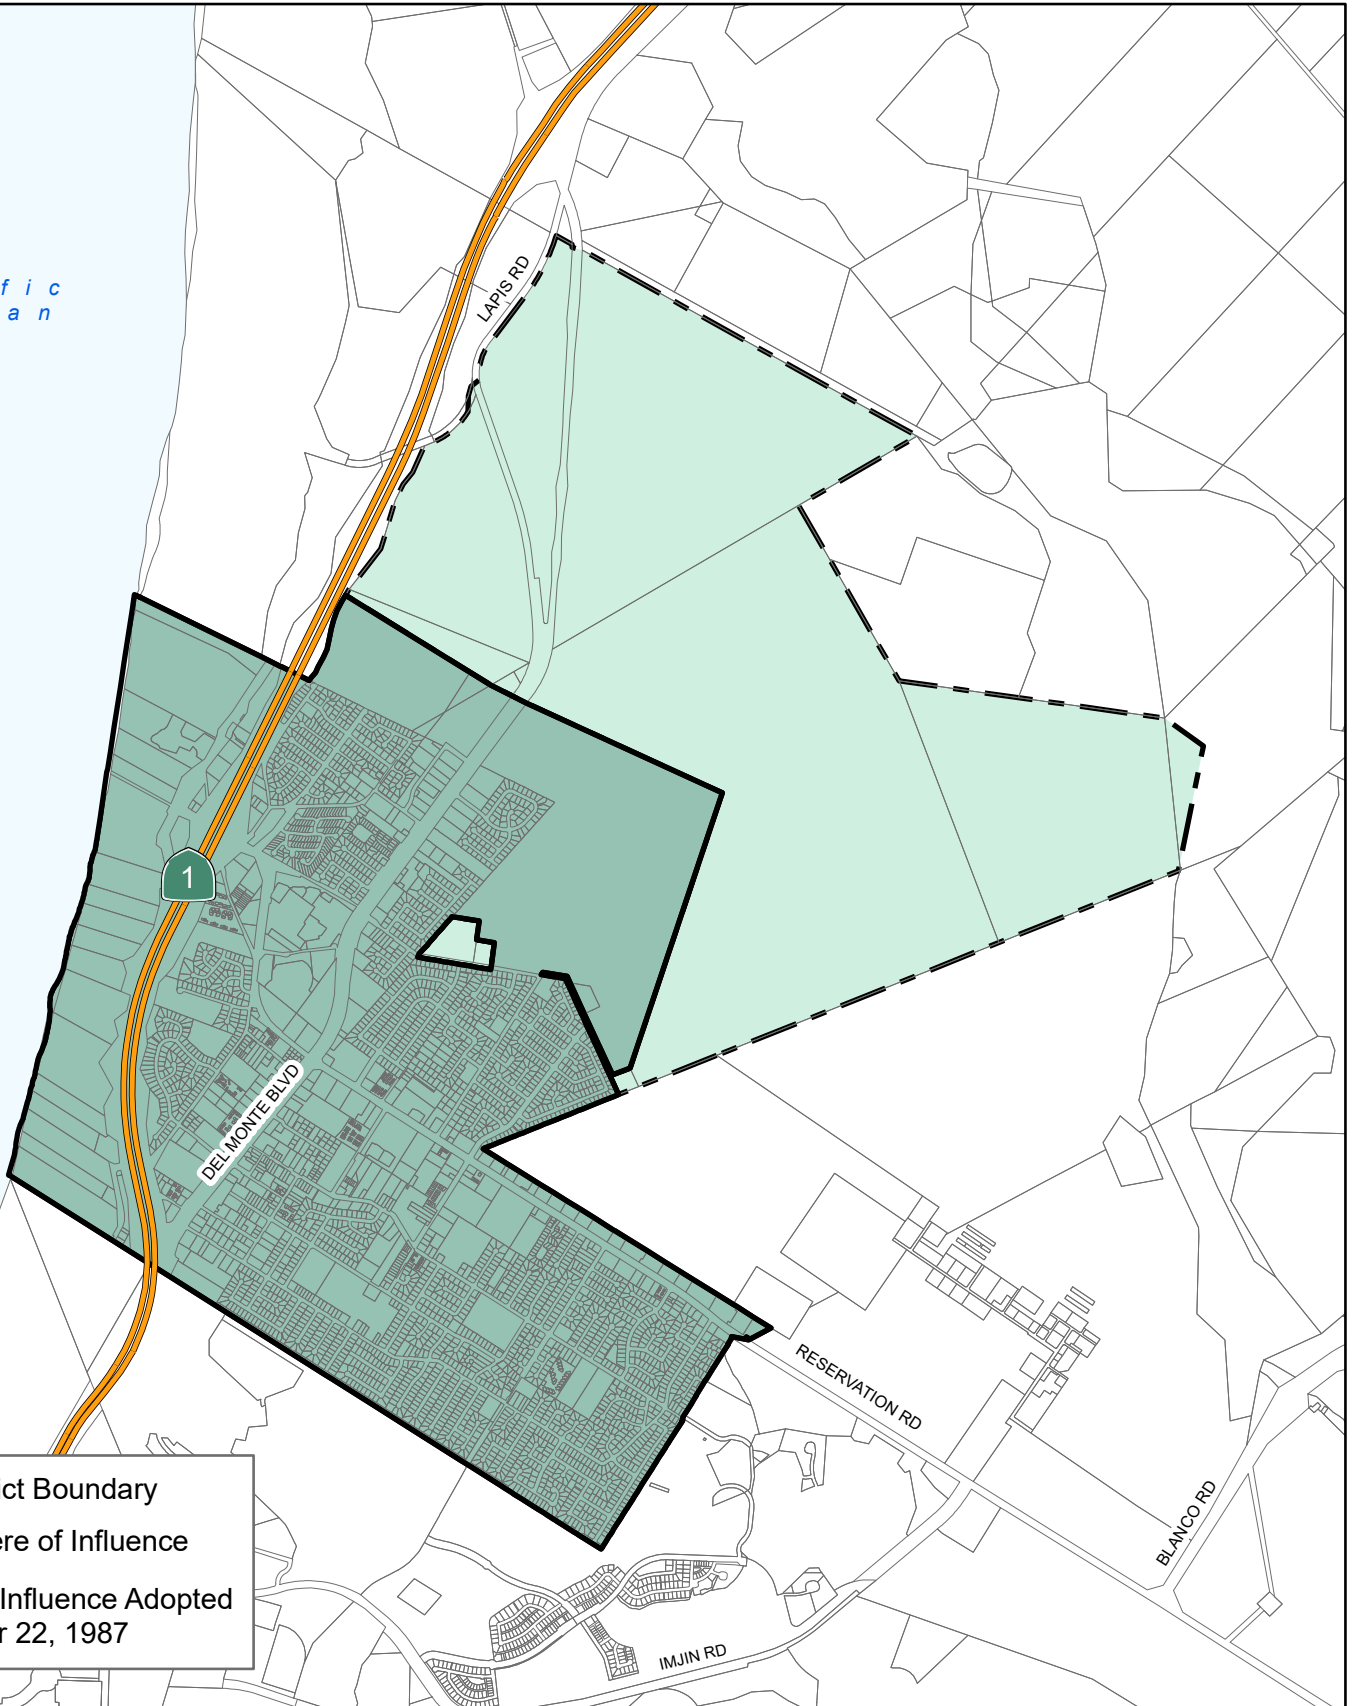 f i c
a n
LAPIS RD
1
DEL MONTE BLVD
RESERVATION RD
BLANCO RD
IMJIN RD
ict Boundary
ere of Influence
Influence Adopted
r 22, 1987